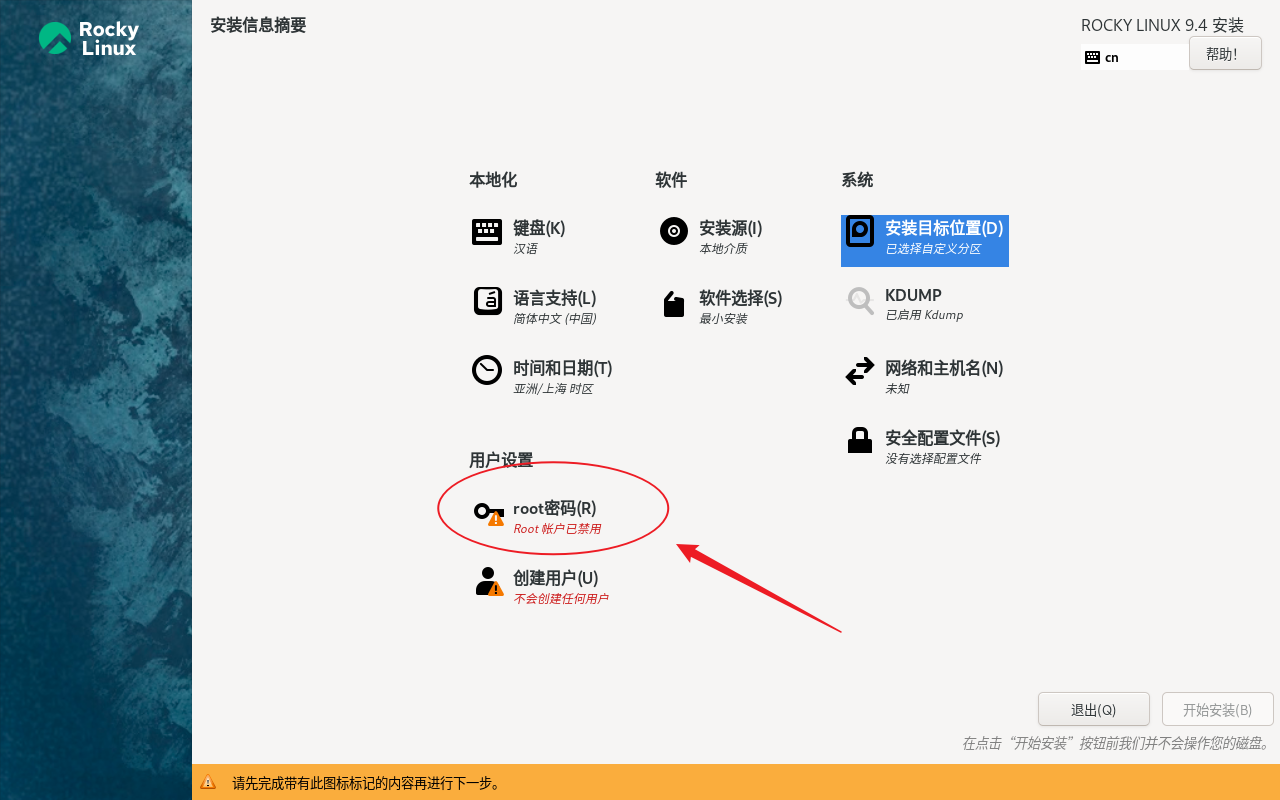 Rocky
Linux
安装信息摘要
ROCKY LINUX 9.4 安装
cn
帮助！
本地化
软件
系统
键盘(K)
汉语
安装源(I)
本地介质
安装目标位置(D)
已选择自定义分区
语言支持(L)
简体中文 (中国)
软件选择(S)
最小安装
KDUMP
已启用 Kdump
时间和日期(T)
亚洲/上海 时区
网络和主机名(N)
未知
安全配置文件(S)
没有选择配置文件
用户设置
root密码(R)
Root 帐户已禁用
创建用户(U)
不会创建任何用户
退出(Q)
开始安装(B)
在点击“开始安装”按钮前我们并不会操作您的磁盘。
请先完成带有此图标标记的内容再进行下一步。